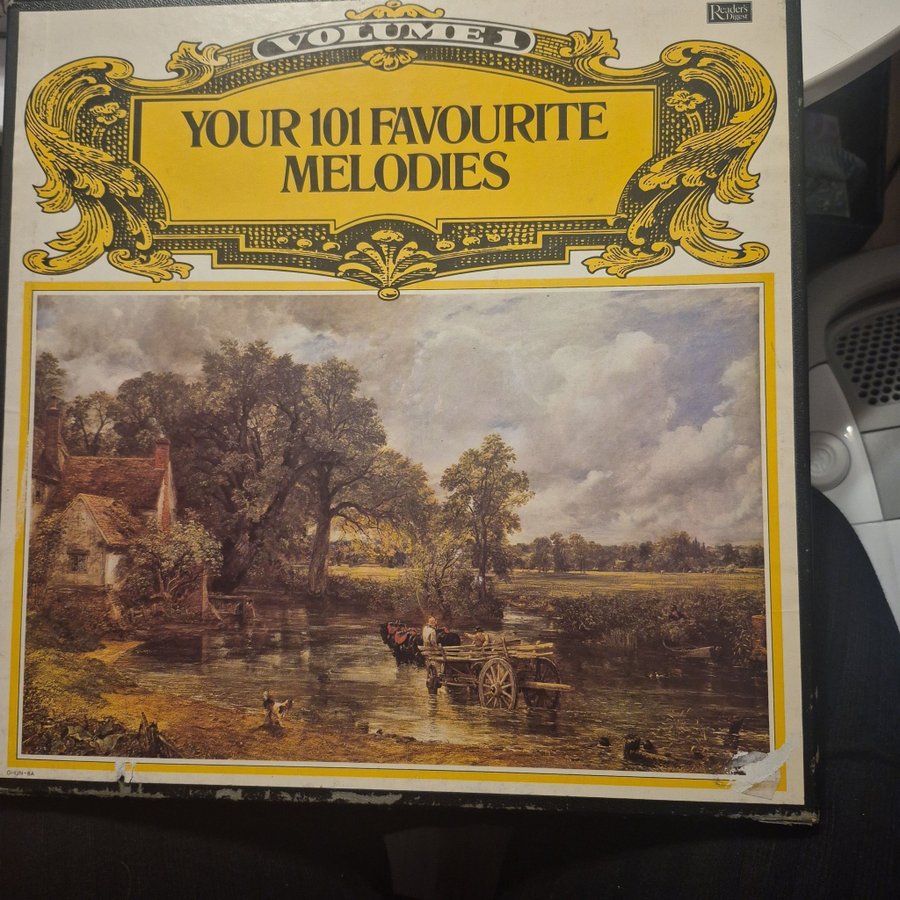 Reader's
Digest
VOLUME 1
YOUR 101 FAVOURITE
MELODIES